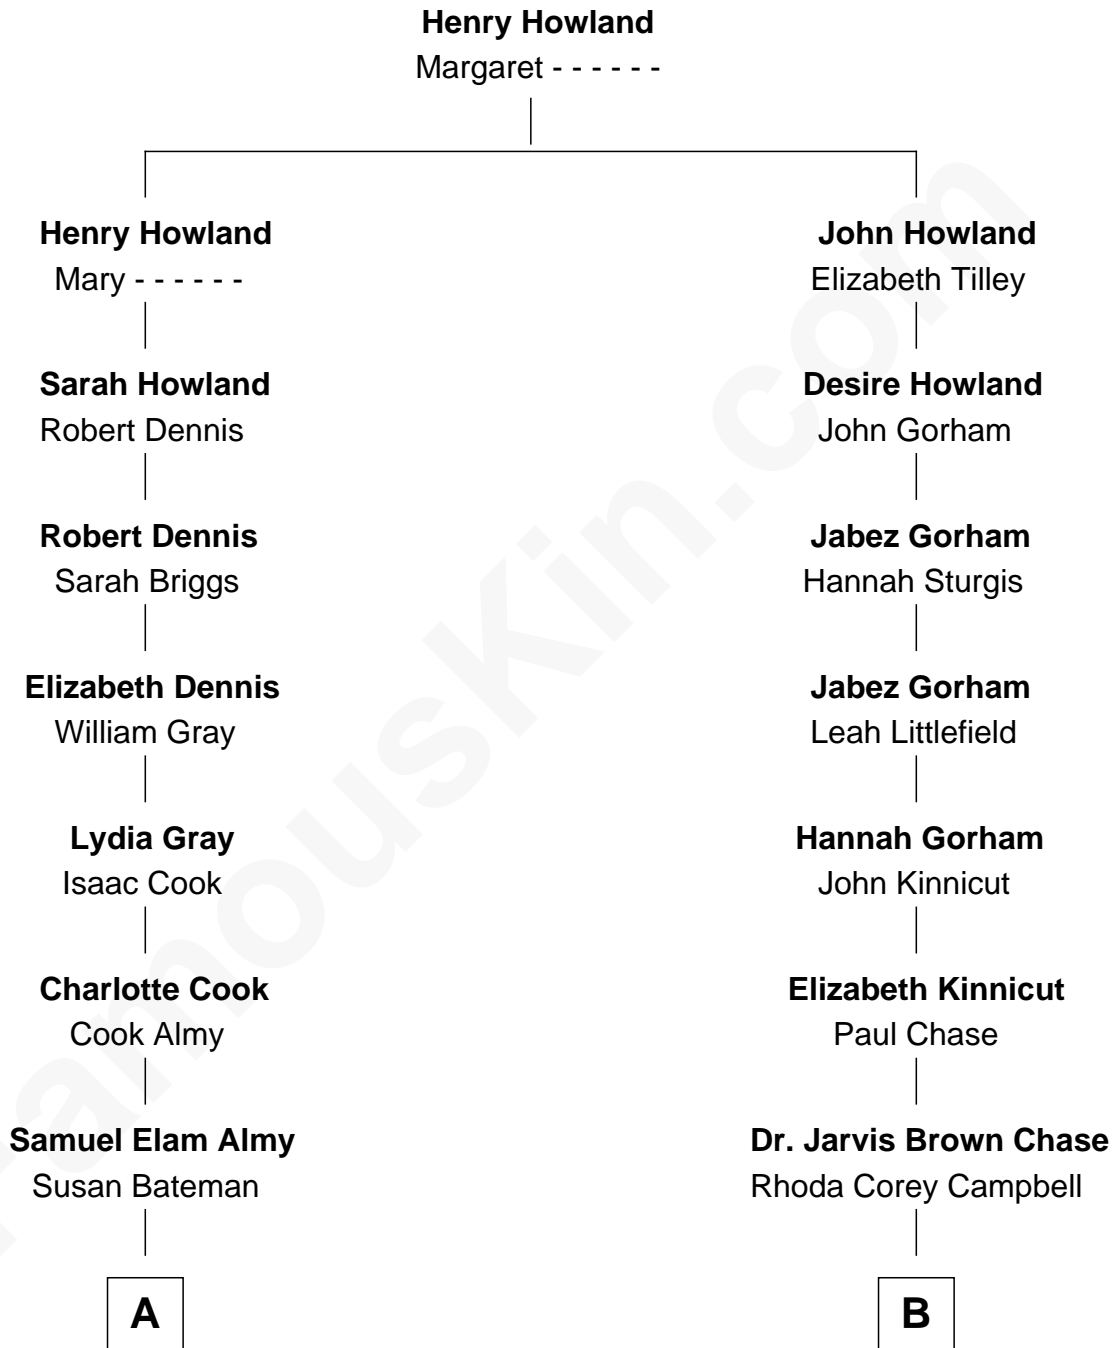 Henry Howland
Margaret - - - - - -
Henry Howland
Mary - - - - - -
Sarah Howland
Robert Dennis
Robert Dennis
Sarah Briggs
Elizabeth Dennis
William Gray
Lydia Gray
Isaac Cook
Charlotte Cook
Cook Almy
Samuel Elam Almy
Susan Bateman
A
John Howland
Elizabeth Tilley
Desire Howland
John Gorham
Jabez Gorham
Hannah Sturgis
Jabez Gorham
Leah Littlefield
Hannah Gorham
John Kinnicut
Elizabeth Kinnicut
Paul Chase
Dr. Jarvis Brown Chase
Rhoda Corey Campbell
B
FamousKin.com